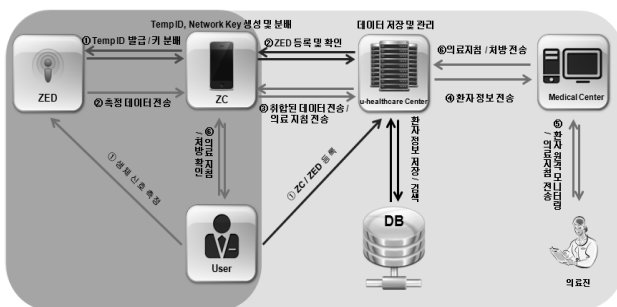 Temp ID, Network Key 생성 및 분배
데이터 저장 및 관리
① Temp ID 발급 / 키 분배
② ZED 등록 및 확인
⑥ 의료지침 / 처방 전송
ZED
ZC
u-healthcare Center
Medical Center
② 측정 데이터 전송
③ 취합된 데이터 전송 /
의료 지침 전송
④ 환자 정보 전송
① 생체 신호 측정
⑥ 의료 지침
/ 처방 확인
① ZC / ZED 등록
환자 정보 저장 / 검색
⑤ 환자 원격 모니터링
/ 의료지침 전송
User
DB
의료진